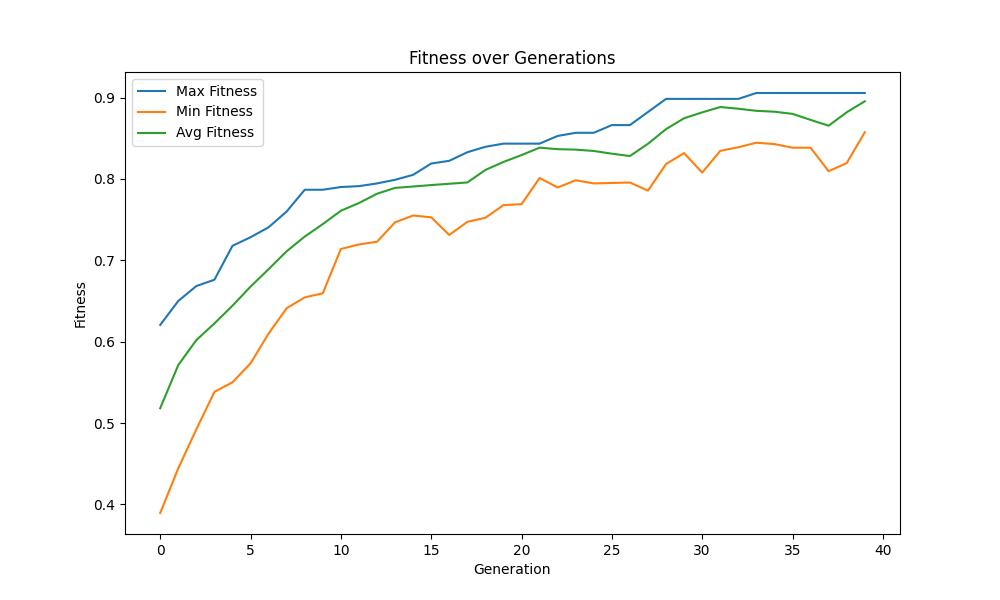 Fitness over Generations
Max Fitness
Min Fitness
Avg Fitness
Fitness
0.9
0.8
0.7
0.6
0.5
0.4
0 5 10 15 20 25 30 35 40
Generation